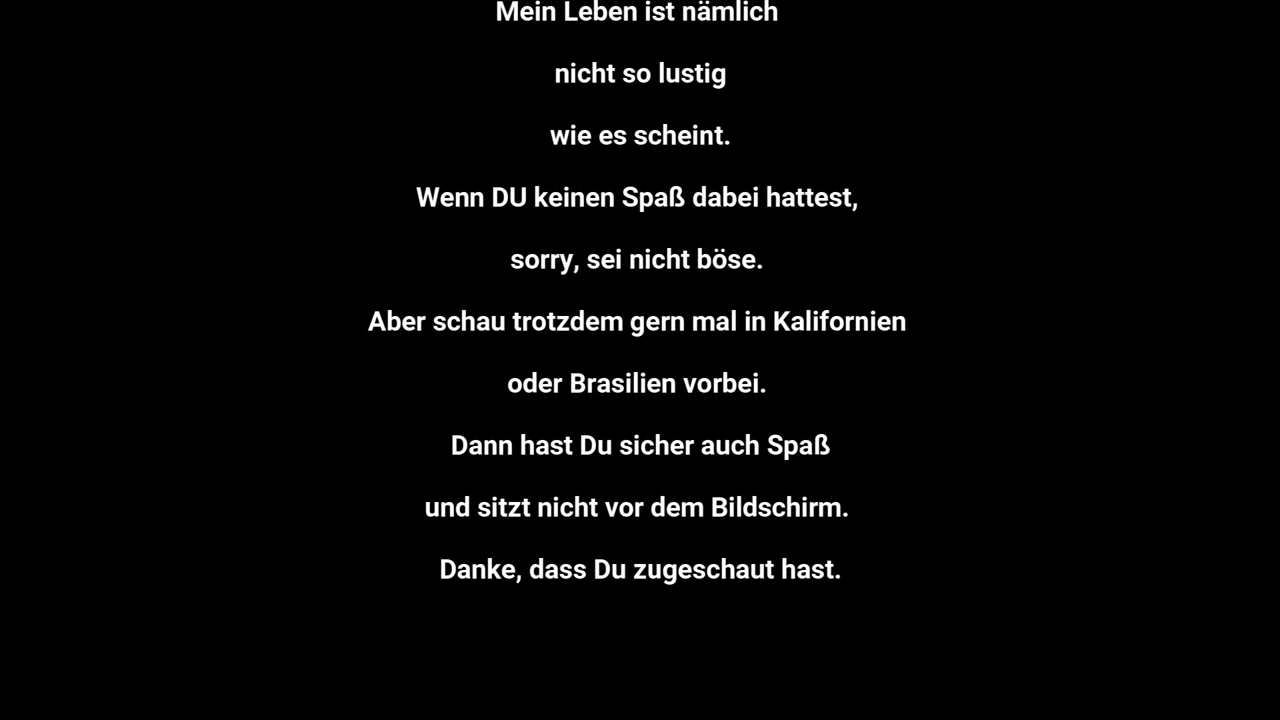 Mein Leben ist nämlich
nicht so lustig
wie es scheint.
Wenn DU keinen Spaß dabei hattest,
sorry, sei nicht böse.
Aber schau trotzdem gern mal in Kalifornien
oder Brasilien vorbei.
Dann hast Du sicher auch Spaß
und sitzt nicht vor dem Bildschirm.
Danke, dass Du zugeschaut hast.